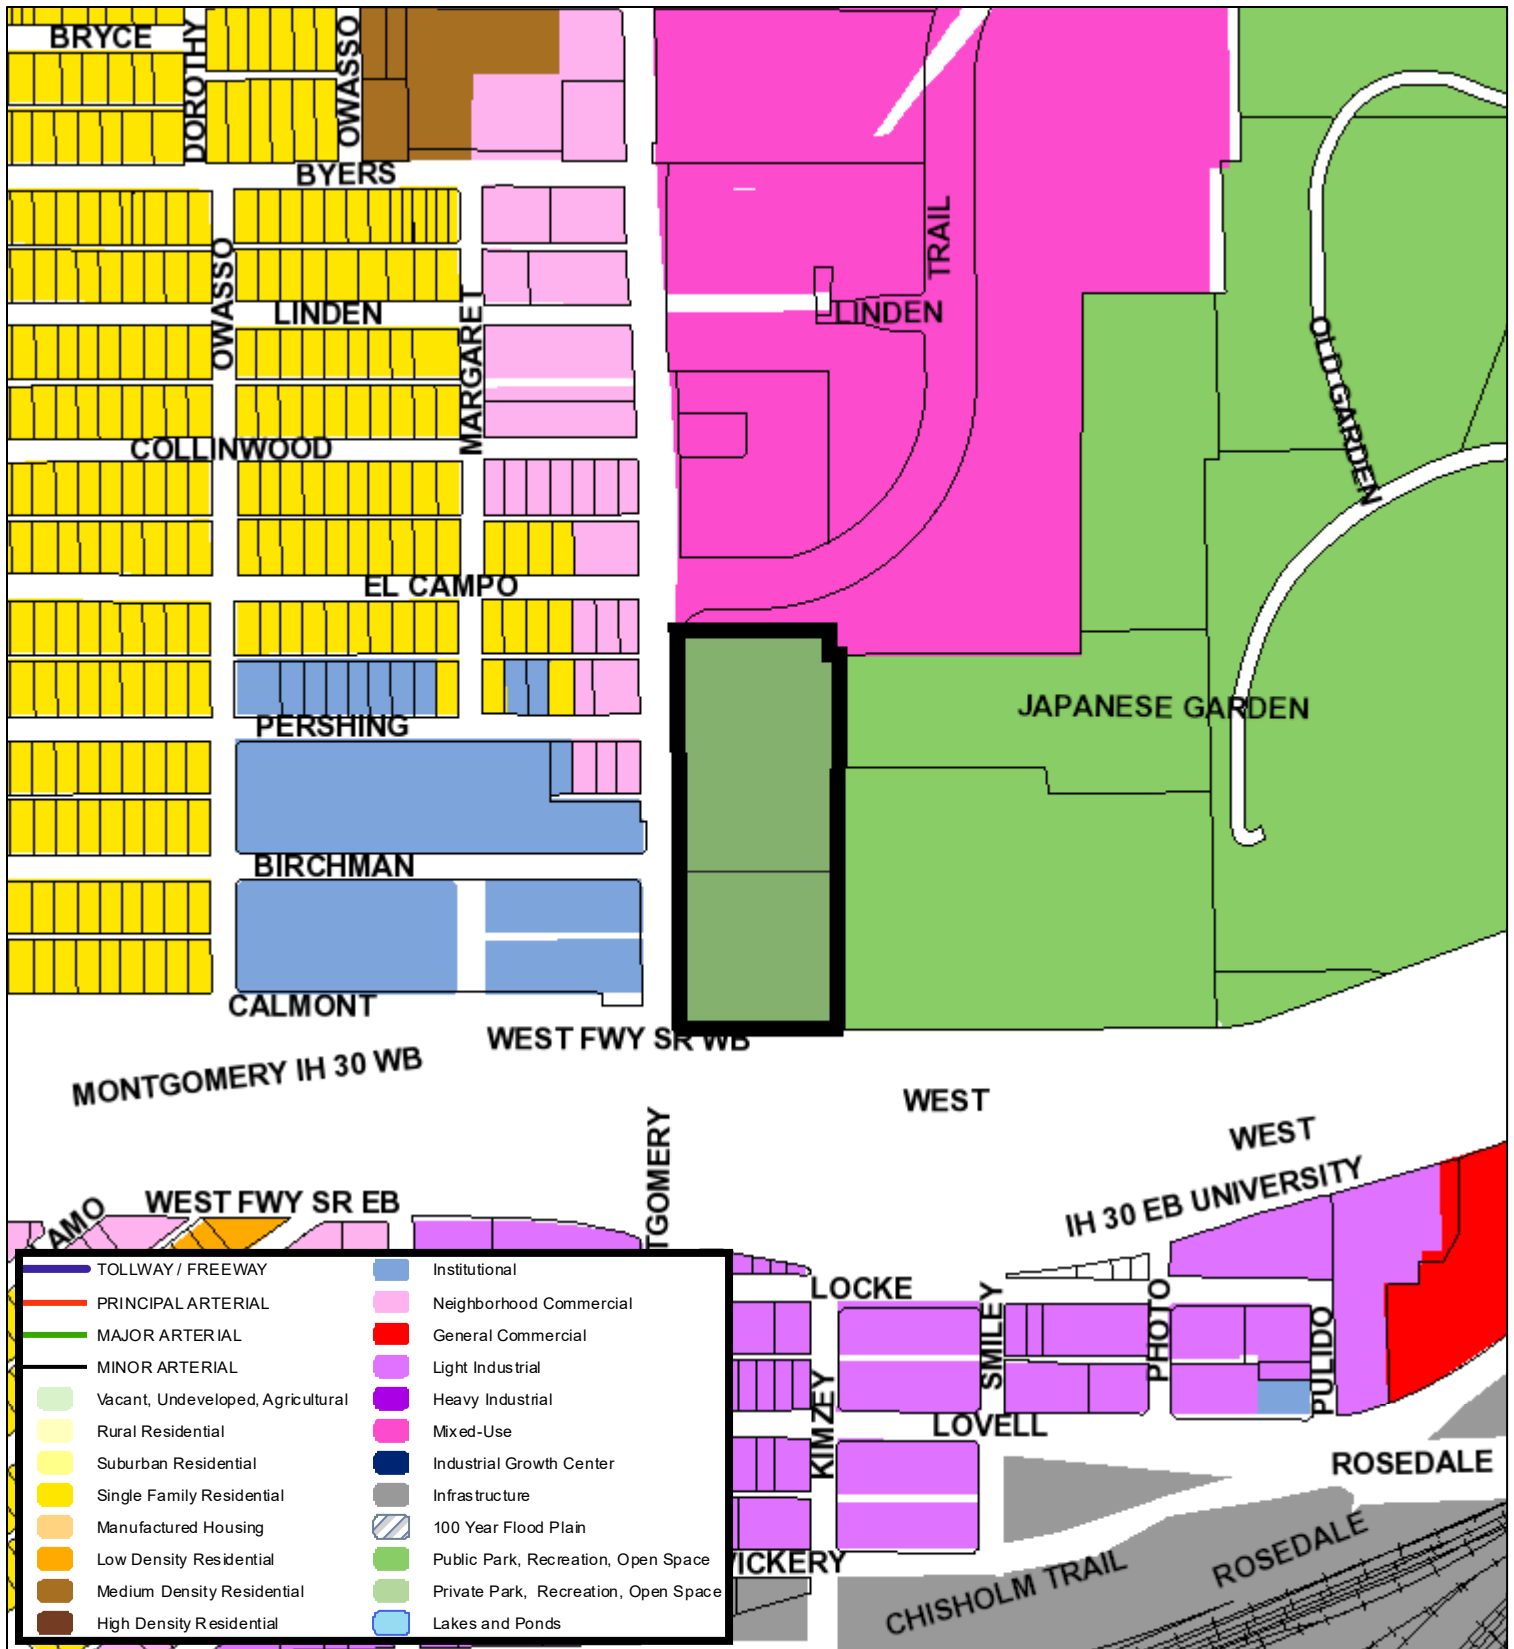 BRYCE
DOROTHY
OWASSO
BYERS
TRAIL
OWASSO
LINDEN
MARGARET
LINDEN
OLD GARDEN
COLLINWOOD
EL CAMPO
JAPANESE GARDEN
PERSHING
BIRCHMAN
CALMONT
WEST FWY SR WB
MONTGOMERY IH 30 WB
WEST
WEST
TGOMERY
IH 30 EB UNIVERSITY
WEST FWY SR EB
LAMO
LOCKE
SMILEY
PHOTO
PULIDO
KIMZEY
LOVELL
ROSEDALE
VICKERY
CHISHOLM TRAIL
ROSEDALE
TOLLWAY / FREEWAY
PRINCIPAL ARTERIAL
MAJOR ARTERIAL
MINOR ARTERIAL
Vacant, Undeveloped, Agricultural
Rural Residential
Suburban Residential
Single Family Residential
Manufactured Housing
Low Density Residential
Medium Density Residential
High Density Residential
Institutional
Neighborhood Commercial
General Commercial
Light Industrial
Heavy Industrial
Mixed-Use
Industrial Growth Center
Infrastructure
100 Year Flood Plain
Public Park, Recreation, Open Space
Private Park, Recreation, Open Space
Lakes and Ponds